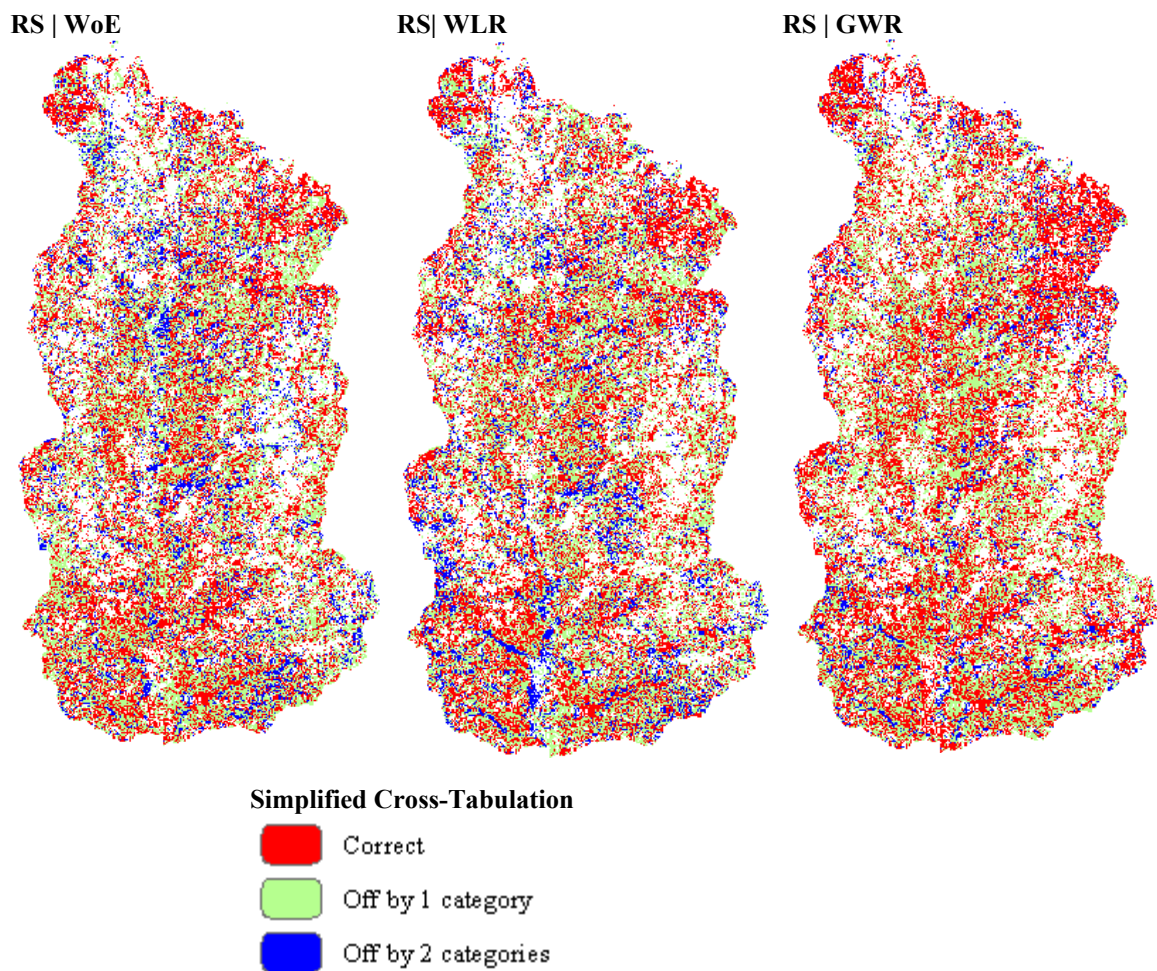 RS | WoE
RS| WLR
RS | GWR
Simplified Cross-Tabulation
Correct
Off by 1 category
Off by 2 categories